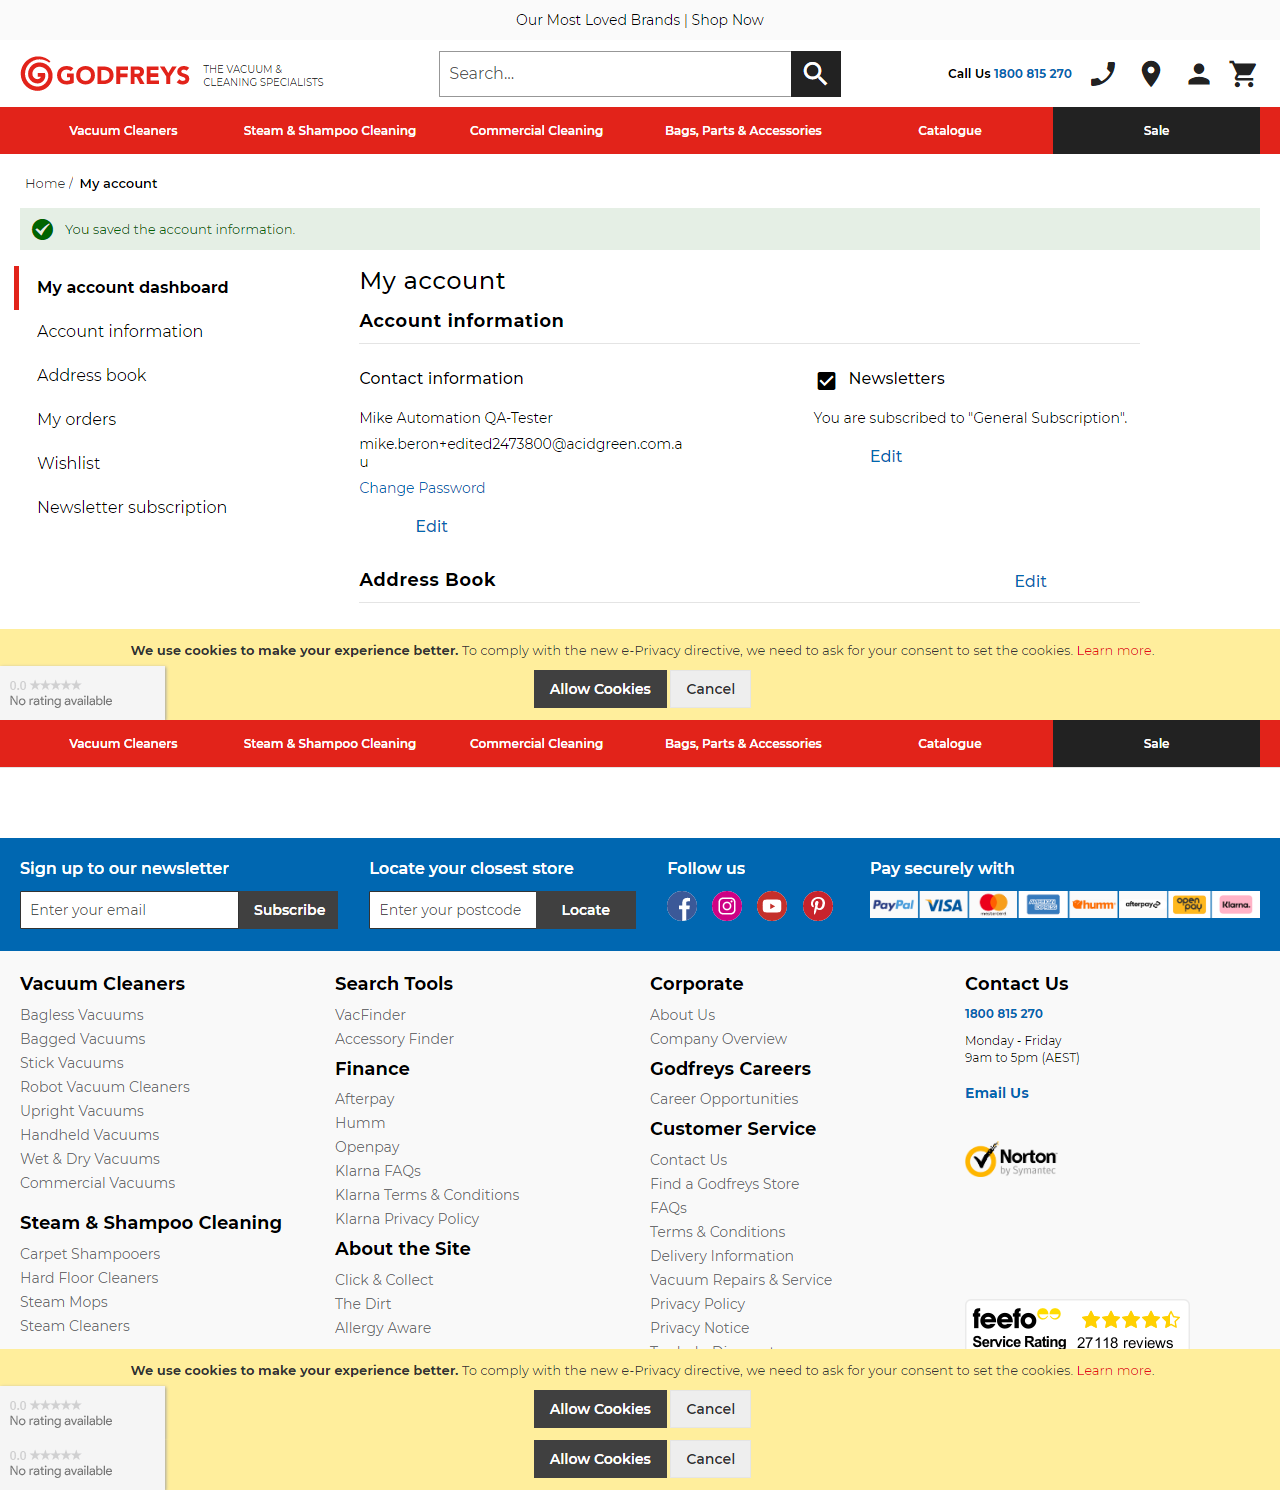 Our Most Loved Brands | Shop Now
GODFREYS
THE VACUUM &
CLEANING SPECIALISTS
Search...
Call Us 1800 815 270
Vacuum Cleaners
Steam & Shampoo Cleaning
Commercial Cleaning
Bags, Parts & Accessories
Catalogue
Sale
Home / My account
You saved the account information.
My account dashboard
Account information
Address book
My orders
Wishlist
Newsletter subscription
My account
Account information
Contact information
Mike Automation QA-Tester
mike.beron+edited2473800@acidgreen.com.a
u
Change Password
Edit
Newsletters
You are subscribed to "General Subscription".
Edit
Address Book
Edit
We use cookies to make your experience better. To comply with the new e-Privacy directive, we need to ask for your consent to set the cookies. Learn more.
Allow Cookies
Cancel
0.0
No rating available
Vacuum Cleaners
Steam & Shampoo Cleaning
Commercial Cleaning
Bags, Parts & Accessories
Catalogue
Sale
Sign up to our newsletter
Enter your email
Subscribe
Locate your closest store
Enter your postcode
Locate
Follow us
Pay securely with
PayPal
VISA
mastercard
AMERICAN EXPRESS
humm
afterpay
open pay
Klarna.
Vacuum Cleaners
Bagless Vacuums
Bagged Vacuums
Stick Vacuums
Robot Vacuum Cleaners
Upright Vacuums
Handheld Vacuums
Wet & Dry Vacuums
Commercial Vacuums
Steam & Shampoo Cleaning
Carpet Shampooers
Hard Floor Cleaners
Steam Mops
Steam Cleaners
Search Tools
VacFinder
Accessory Finder
Finance
Afterpay
Humm
Openpay
Klarna FAQs
Klarna Terms & Conditions
Klarna Privacy Policy
About the Site
Click & Collect
The Dirt
Allergy Aware
Corporate
About Us
Company Overview
Godfreys Careers
Career Opportunities
Customer Service
Contact Us
Find a Godfreys Store
FAQs
Terms & Conditions
Delivery Information
Vacuum Repairs & Service
Privacy Policy
Privacy Notice
Contact Us
1800 815 270
Monday - Friday
9am to 5pm (AEST)
Email Us
Norton
by Symantec
feefo
Service Rating
27118 reviews
We use cookies to make your experience better. To comply with the new e-Privacy directive, we need to ask for your consent to set the cookies. Learn more.
Allow Cookies
Cancel
0.0
No rating available
Allow Cookies
Cancel
0.0
No rating available